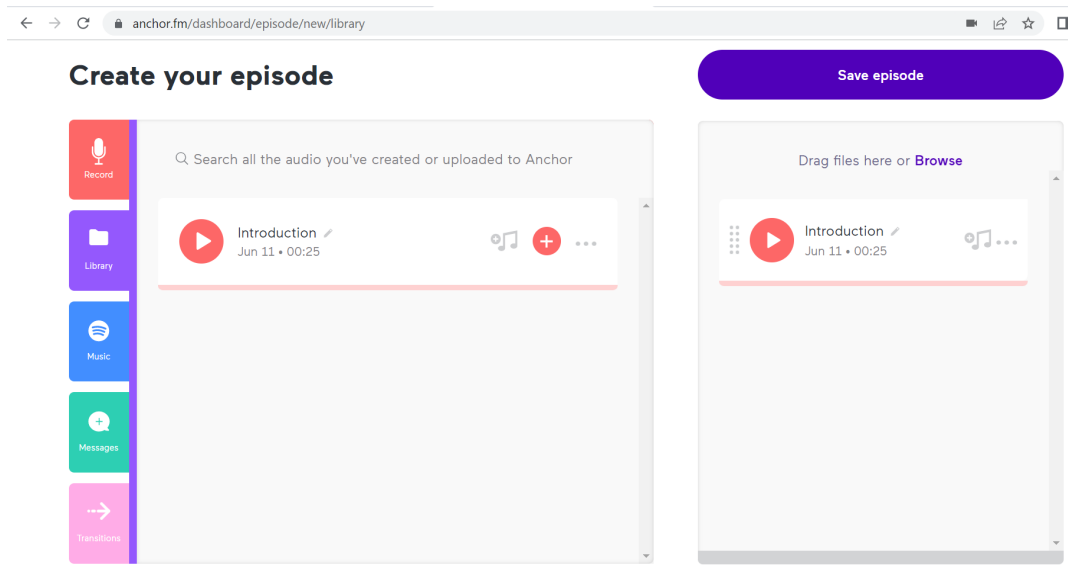 anchor.fm/dashboard/episode/new/library
Create your episode
Save episode
Record
Library
Music
Messages
Transitions
Search all the audio you've created or uploaded to Anchor
Introduction
Jun 11 • 00:25
Drag files here or Browse
Introduction
Jun 11 • 00:25